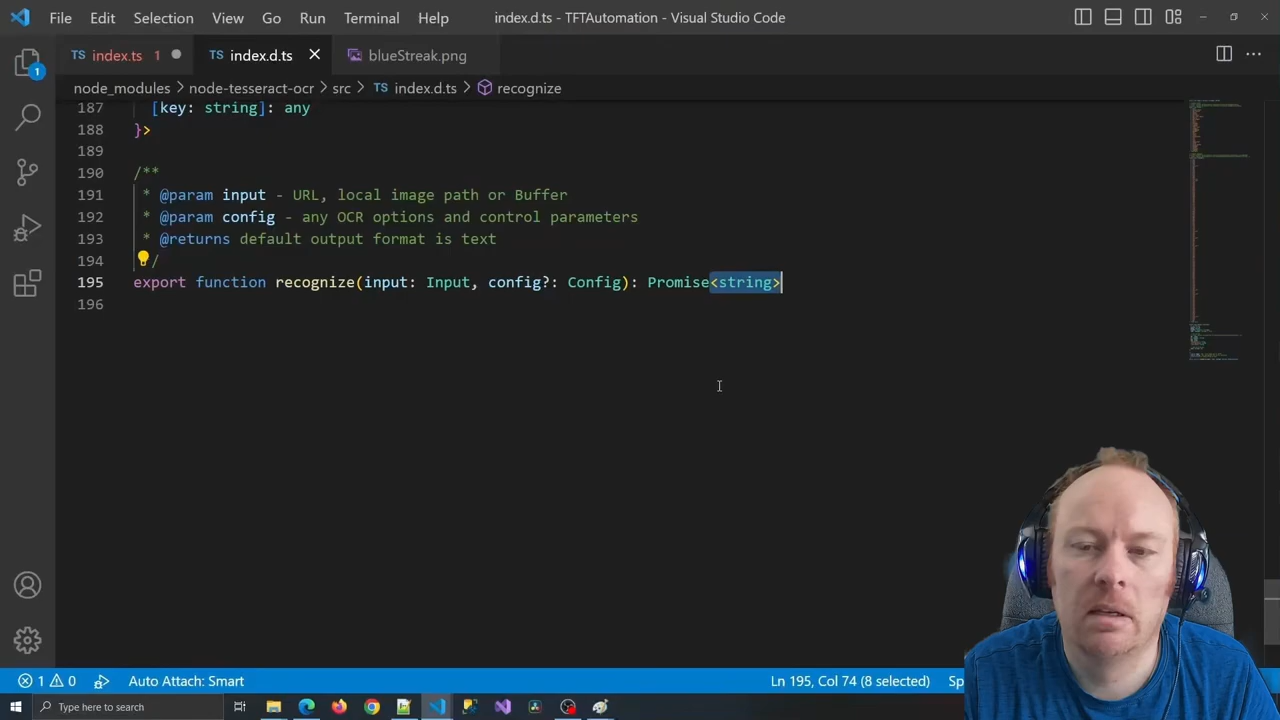 File Edit Selection View Go Run Terminal Help index.d.ts - TFTAutomation - Visual Studio Code
TS index.ts 1 TS index.d.ts blueStreak.png
node_modules > node-tesseract-ocr > src > TS index.d.ts > recognize
187 [key: string]: any
188 }>
189
190 /**
191 * @param input - URL, local image path or Buffer
192 * @param config - any OCR options and control parameters
193 * @returns default output format is text
194 */
195 export function recognize(input: Input, config?: Config): Promise<string>
196
1
1 0 Auto Attach: Smart Ln 195, Col 74 (8 selected) Sp
Type here to search